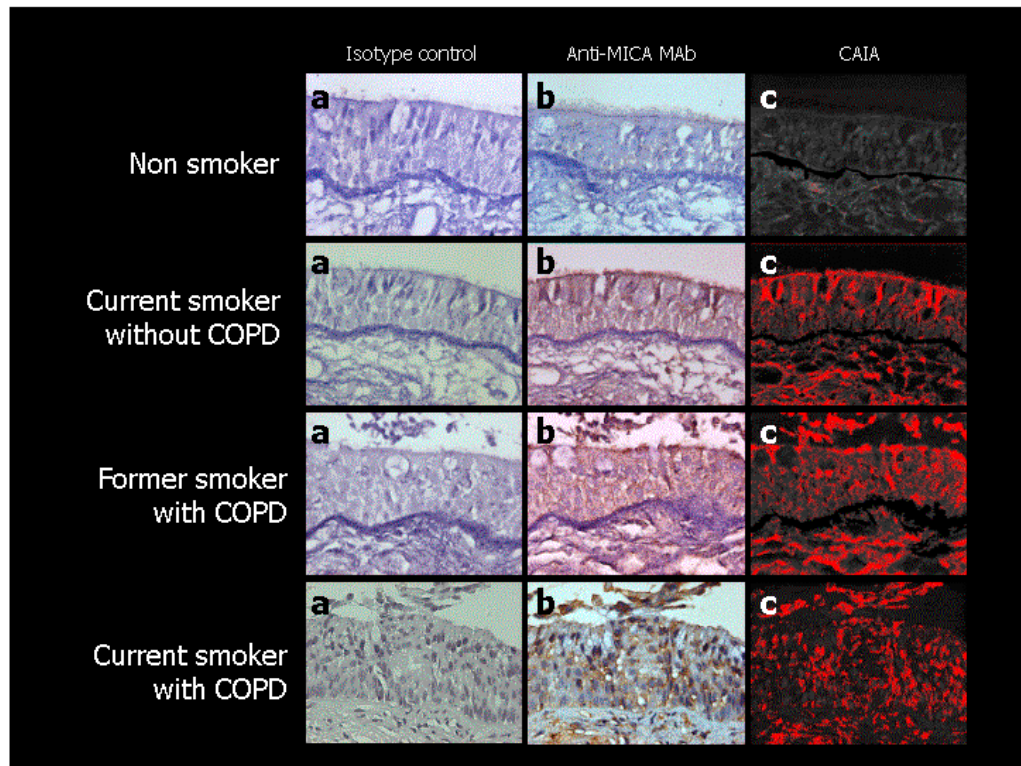 Isotype control
Anti-MICA MAb
CAIA
Non smoker
a
b
c
Current smoker
without COPD
a
b
c
Former smoker
with COPD
a
b
c
Current smoker
with COPD
a
b
c